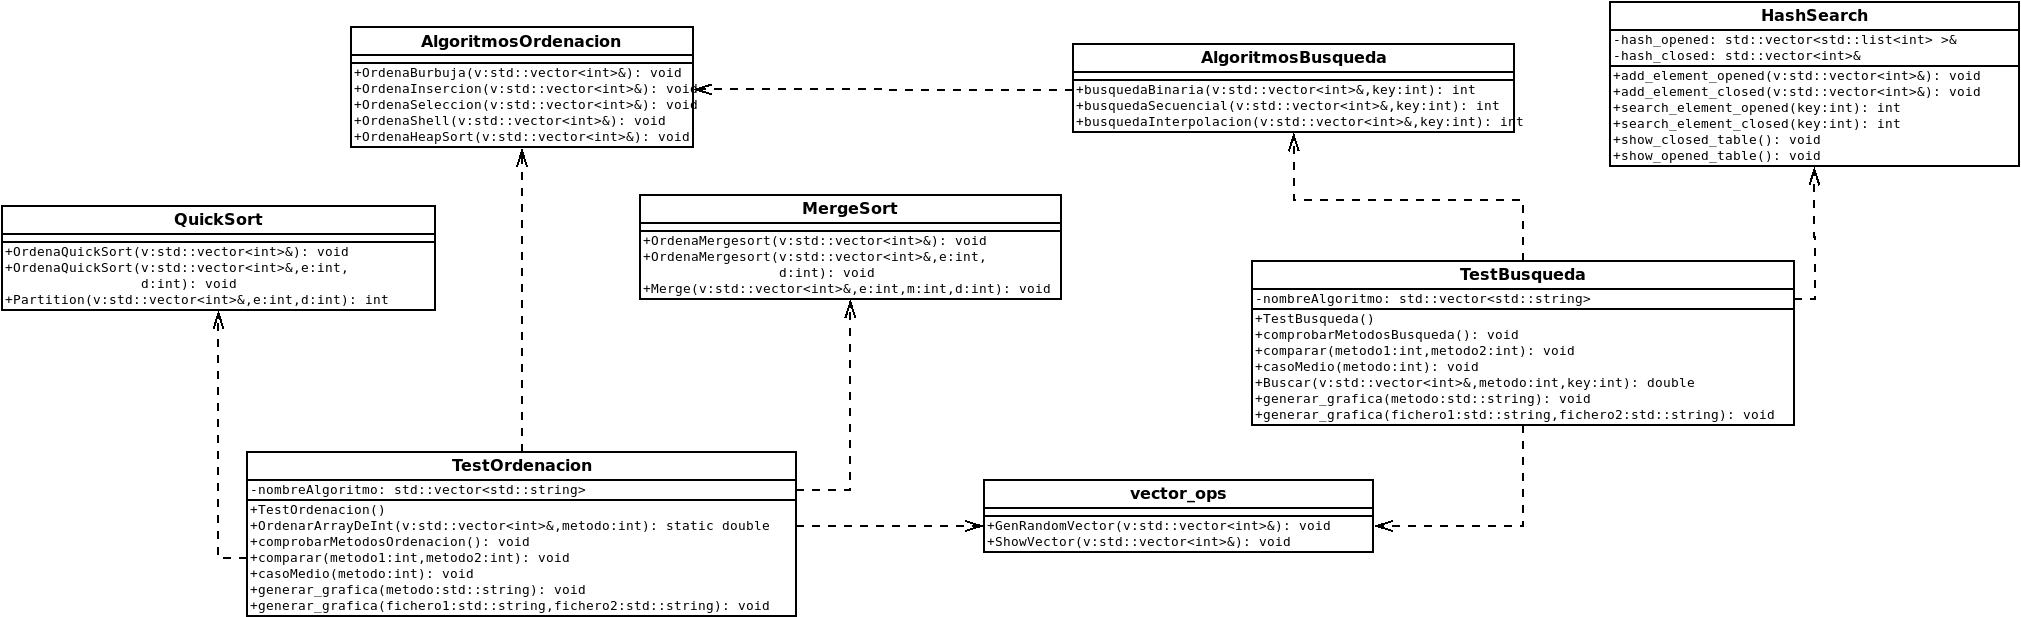 AlgoritmosOrdenacion
+OrdenaBurbuja(v:std::vector<int>&): void
+OrdenaInsercion(v:std::vector<int>&): void
+OrdenaSeleccion(v:std::vector<int>&): void
+OrdenaShell(v:std::vector<int>&): void
+OrdenaHeapSort(v:std::vector<int>&): void
AlgoritmosBusqueda
+busquedaBinaria(v:std::vector<int>&,key:int): int
+busquedaSecuencial(v:std::vector<int>&,key:int): int
+busquedaInterpolacion(v:std::vector<int>&,key:int): int
HashSearch
-hash_opened: std::vector<std::list<int> >&
-hash_closed: std::vector<int>&
+add_element_opened(v:std::vector<int>&): void
+add_element_closed(v:std::vector<int>&): void
+search_element_opened(key:int): int
+search_element_closed(key:int): int
+show_closed_table(): void
+show_opened_table(): void
QuickSort
+OrdenaQuickSort(v:std::vector<int>&): void
+OrdenaQuickSort(v:std::vector<int>&,e:int,
d:int): void
+Partition(v:std::vector<int>&,e:int,d:int): int
MergeSort
+OrdenaMergesort(v:std::vector<int>&): void
+OrdenaMergesort(v:std::vector<int>&,e:int,
d:int): void
+Merge(v:std::vector<int>&,e:int,m:int,d:int): void
TestBusqueda
-nombreAlgoritmo: std::vector<std::string>
+TestBusqueda()
+comprobarMetodosBusqueda(): void
+comparar(metodo1:int,metodo2:int): void
+casoMedio(metodo:int): void
+Buscar(v:std::vector<int>&,metodo:int,key:int): double
+generar_grafica(metodo:std::string): void
+generar_grafica(fichero1:std::string,fichero2:std::string): void
TestOrdenacion
-nombreAlgoritmo: std::vector<std::string>
+TestOrdenacion()
+OrdenarArrayDeInt(v:std::vector<int>&,metodo:int): static double
+comprobarMetodosOrdenacion(): void
+comparar(metodo1:int,metodo2:int): void
+casoMedio(metodo:int): void
+generar_grafica(metodo:std::string): void
+generar_grafica(fichero1:std::string,fichero2:std::string): void
vector_ops
+GenRandomVector(v:std::vector<int>&): void
+ShowVector(v:std::vector<int>&): void